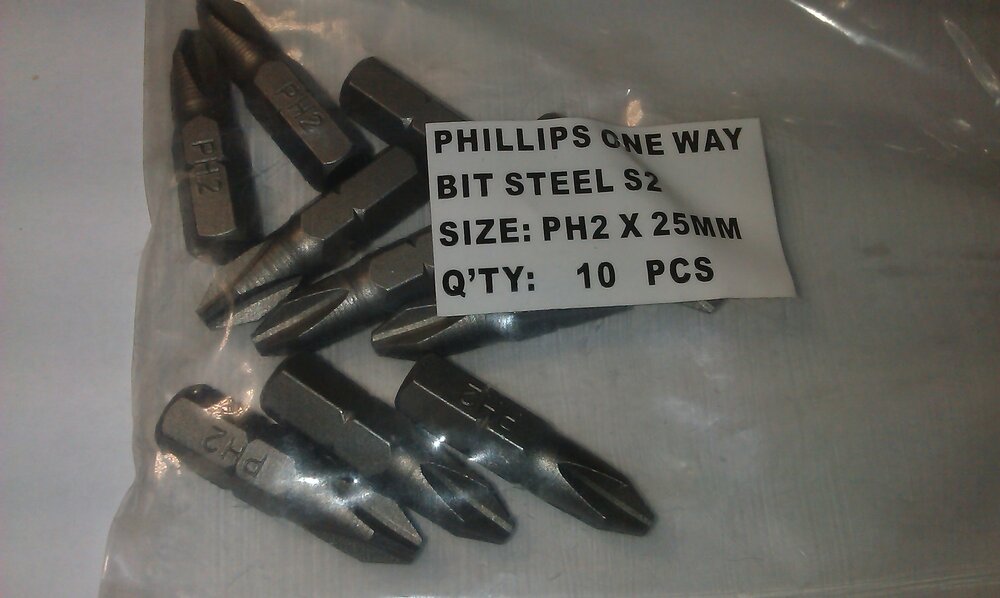 PH2
PH2
PHILLIPS ONE WAY
BIT STEEL S2
SIZE: PH2 X 25MM
Q'TY: 10 PCS
PH2
PH2